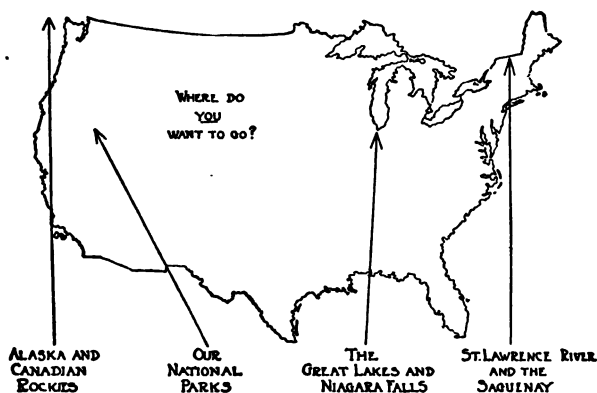 WHERE DO
YOU
WANT TO GO?
ALASKA AND
CANADIAN
ROCKIES
OUR
NATIONAL
PARKS
THE
GREAT LAKES AND
NIAGARA FALLS
ST. LAWRENCE RIVER
AND THE
SAGUENAY